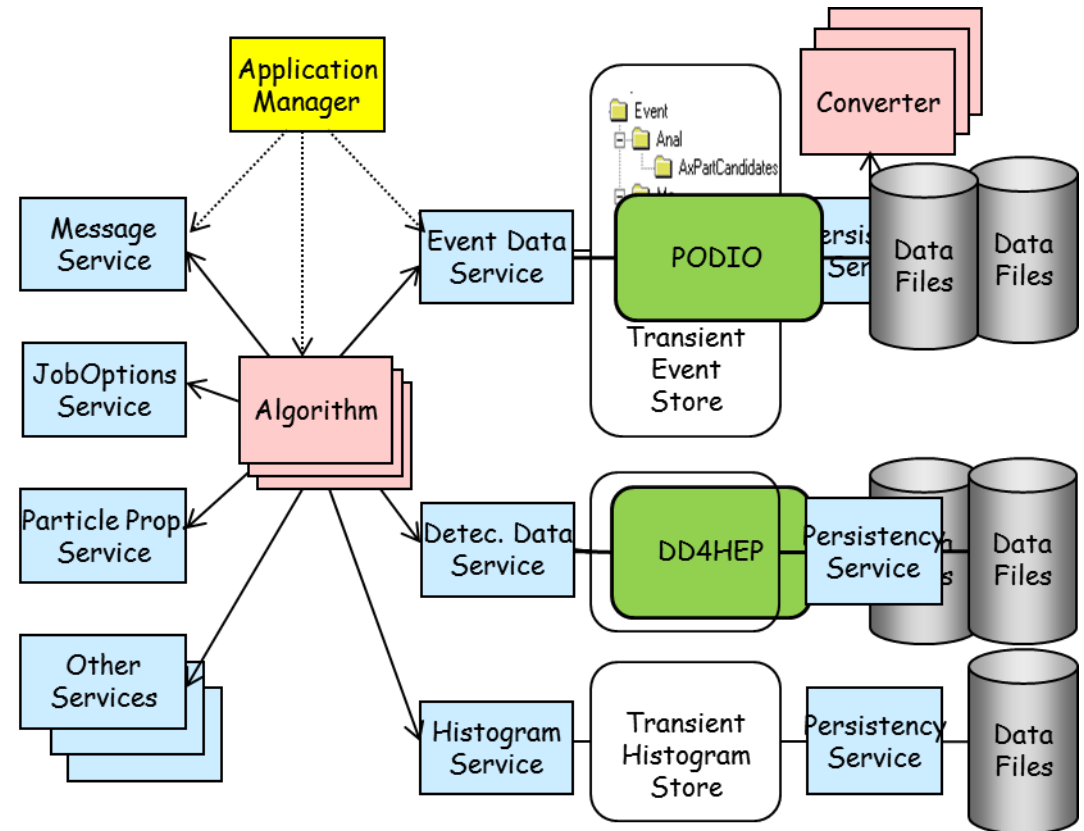 Application
Manager
Converter
Event
Anal
AxPartCandidates
Message
Service
Event Data
Service
PODIO
Data
Files
Data
Files
Transient
Event
Store
JobOptions
Service
Algorithm
Particle Prop.
Service
Detec. Data
Service
DD4HEP
Persistency
Service
Data
Files
Other
Services
Histogram
Service
Transient
Histogram
Store
Persistency
Service
Data
Files